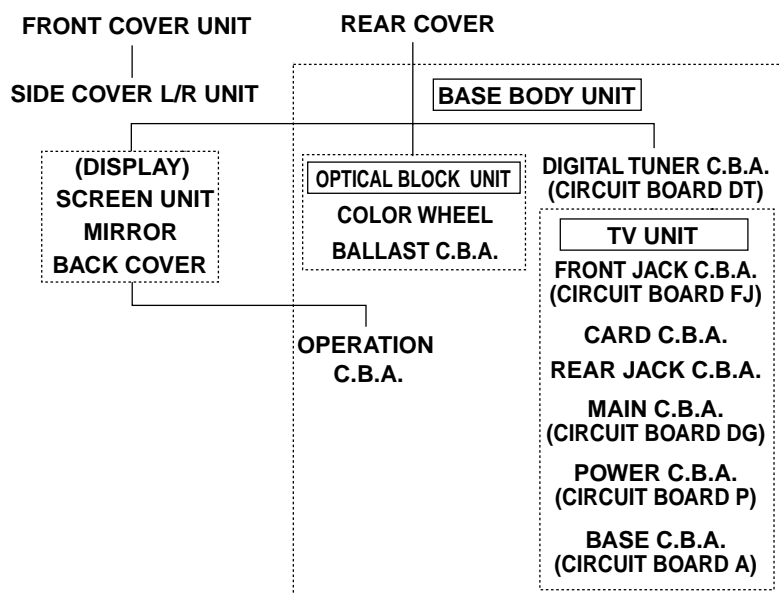 FRONT COVER UNIT
REAR COVER
SIDE COVER L/R UNIT
BASE BODY UNIT
(DISPLAY)
SCREEN UNIT
MIRROR
BACK COVER
OPTICAL BLOCK UNIT
COLOR WHEEL
BALLAST C.B.A.
OPERATION
C.B.A.
DIGITAL TUNER C.B.A.
(CIRCUIT BOARD DT)
TV UNIT
FRONT JACK C.B.A.
(CIRCUIT BOARD FJ)
CARD C.B.A.
REAR JACK C.B.A.
MAIN C.B.A.
(CIRCUIT BOARD DG)
POWER C.B.A.
(CIRCUIT BOARD P)
BASE C.B.A.
(CIRCUIT BOARD A)